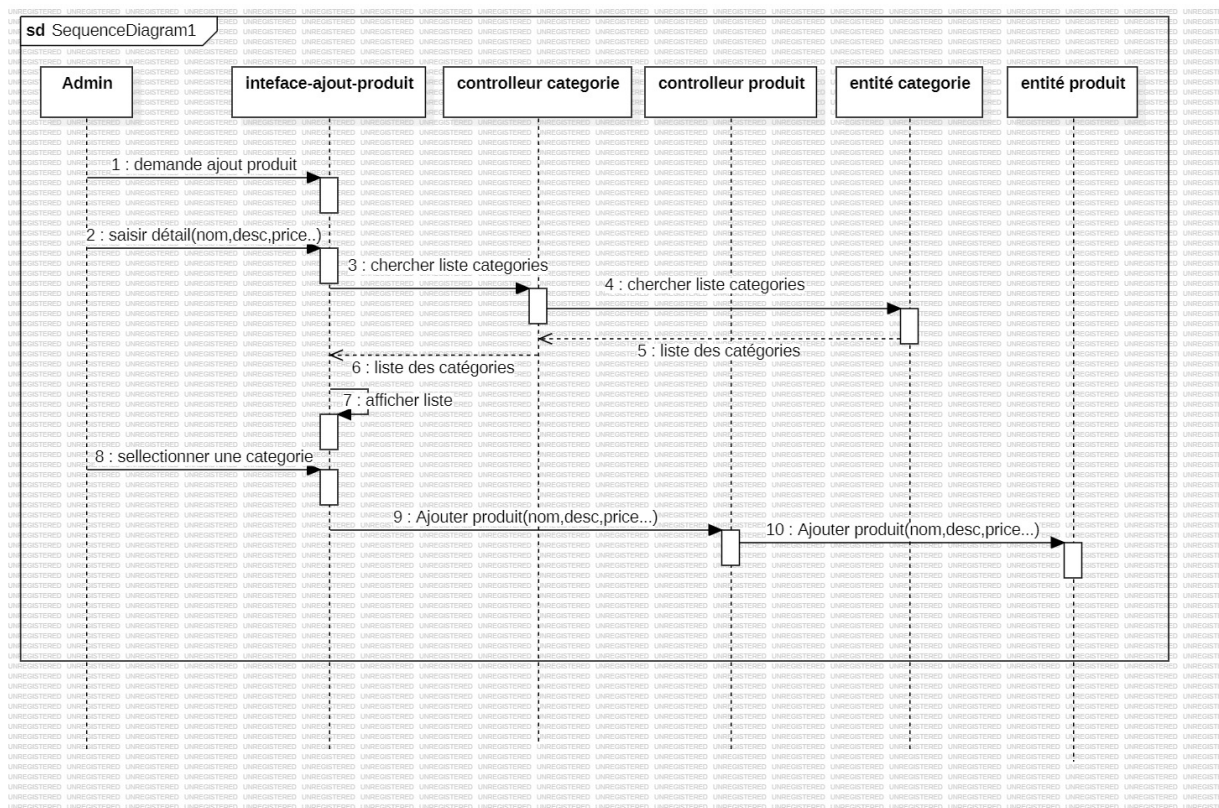 sd SequenceDiagram1
Admin
inteface-ajout-produit
controlleur categorie
controlleur produit
entité categorie
entité produit
1 : demande ajout produit
2 : saisir détail(nom,desc,price..)
3 : chercher liste categories
4 : chercher liste categories
5 : liste des catégories
6 : liste des catégories
7 : afficher liste
8 : sellectionner une categorie
9 : Ajouter produit(nom,desc,price...)
10 : Ajouter produit(nom,desc,price...)
UNREGISTERED